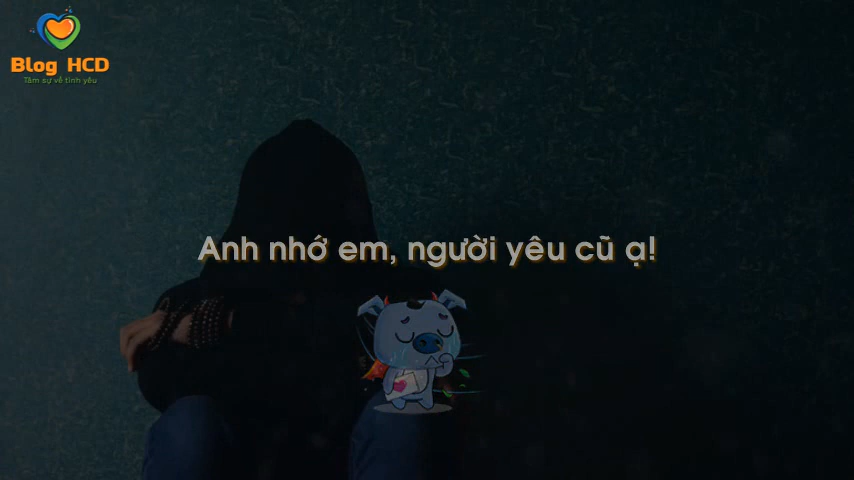 Blog HCD
Tâm sự về tình yêu
Anh nhớ em, người yêu cũ ạ!